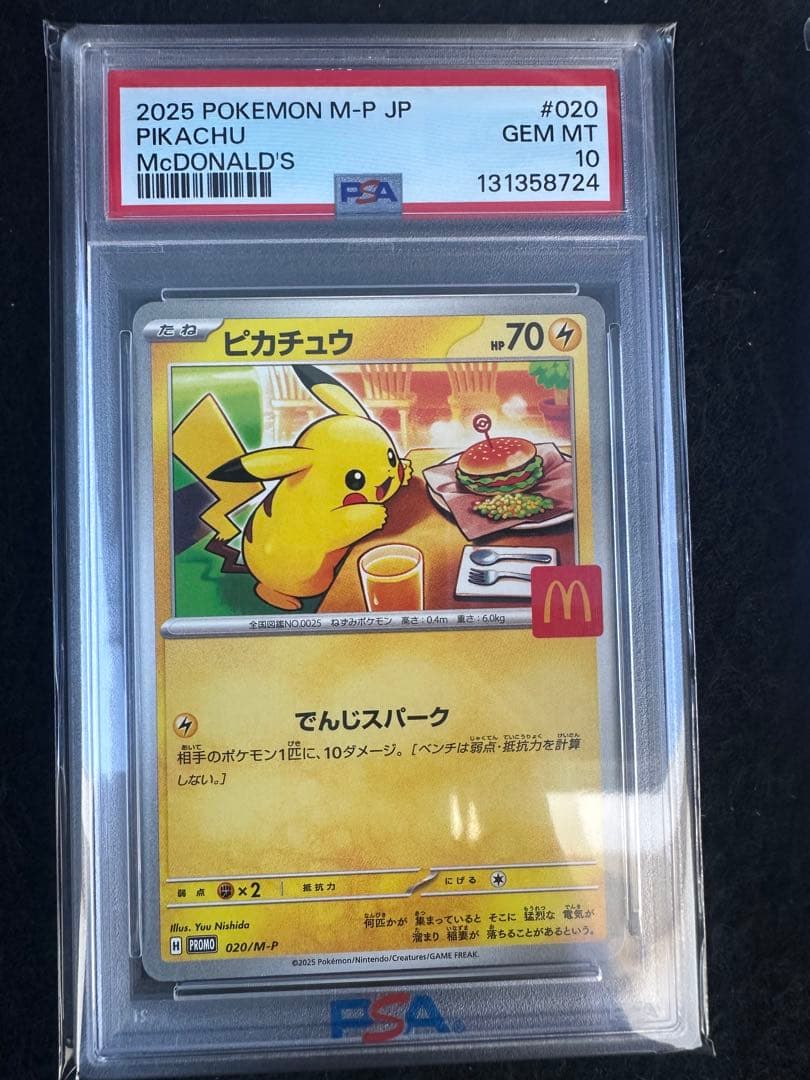 2025 POKEMON M-P JP #020
PIKACHU GEM MT
McDONALD'S 10
PSA 131358724
たね ピカチュウ HP70
全国図鑑NO.0025 ねずみポケモン 高さ:0.4m 重さ:6.0kg
でんじスパーク
相手のポケモン1匹に、10ダメージ。[ベンチは弱点・抵抗力を計算
しない。]
弱点 ×2 抵抗力 にげる
Illus. Yuu Nishida
何匹かが 集まっていると そこに 猛烈な 電気が
溜まり 稲妻が 落ちることがあるという。
H PROMO 020/M-P
©2025 Pokémon/Nintendo/Creatures/GAME FREAK.
PSA®